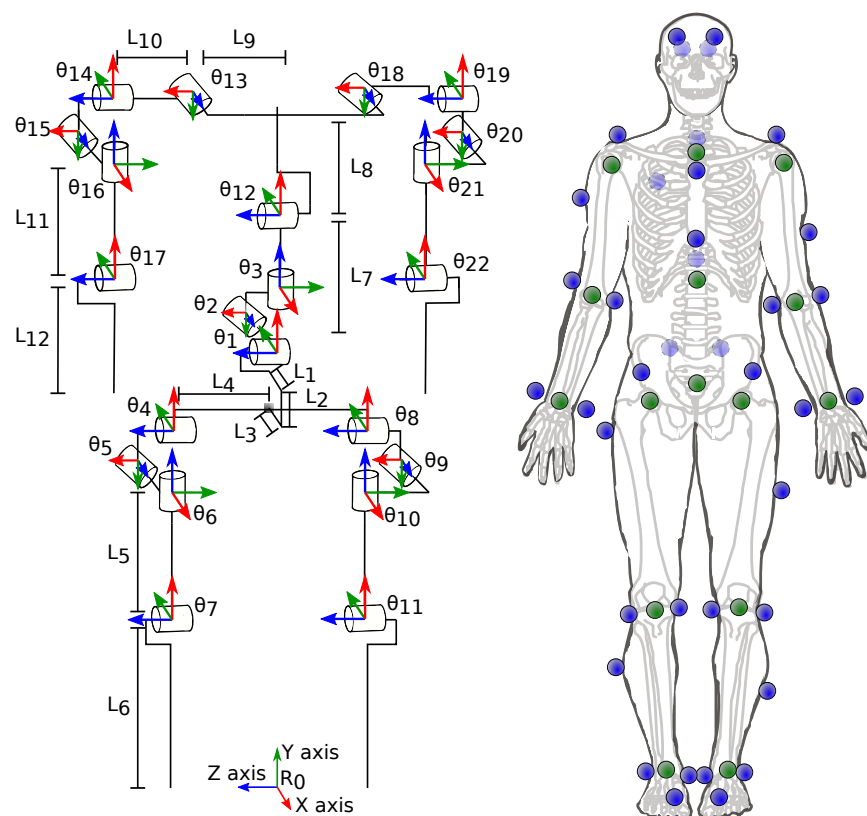 L10 L9
θ14 θ13 θ18 θ19
θ15 θ20
θ16 θ12 L8 θ21
L11
θ17 θ3 L7 θ22
θ2
L12 θ1
L4 L1
L2
θ4 L3 θ8
θ5 θ9
θ6 θ10
L5
θ7 θ11
L6
Y axis
Z axis R0
X axis